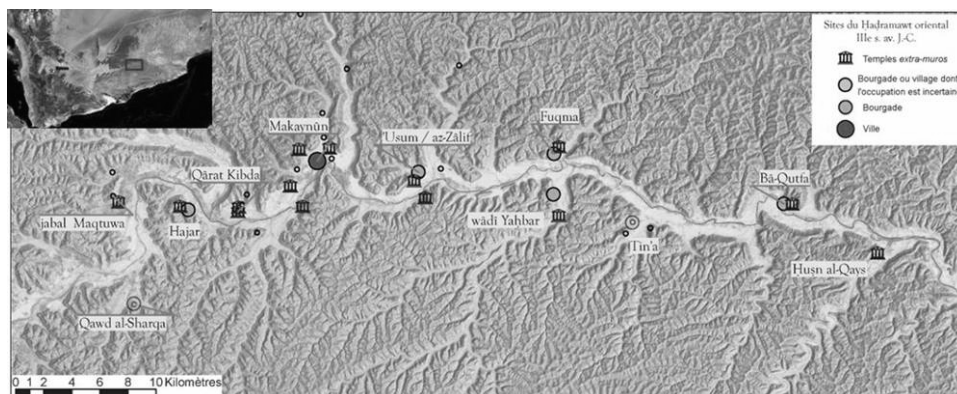 Sites du Haḍramawt oriental
IIIe s. av. J.-C.
Temples extra-muros
Bourgade ou village dont
l'occupation est incertaine
Bourgade
Ville
Makaynûn
'Usum / az-Zâlif
Fuqma
Qârat Kibda
Bâ-Qutfa
jabal Maqtuwa
Hajar
wâdî Yahbar
Tin'a
Ḥuṣn al-Qays
Qawd al-Sharqa
0 1 2 4 6 8 10 Kilomètres